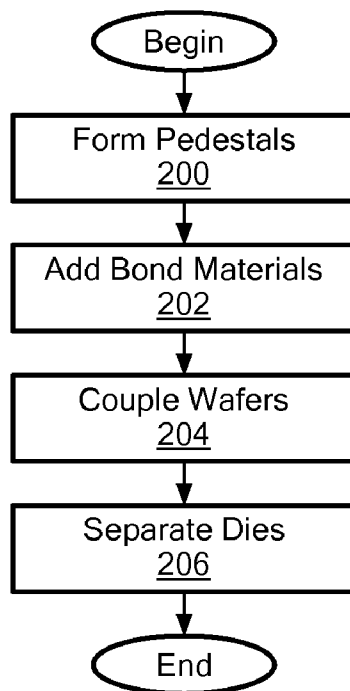 Begin
Form Pedestals
200
Add Bond Materials
202
Couple Wafers
204
Separate Dies
206
End